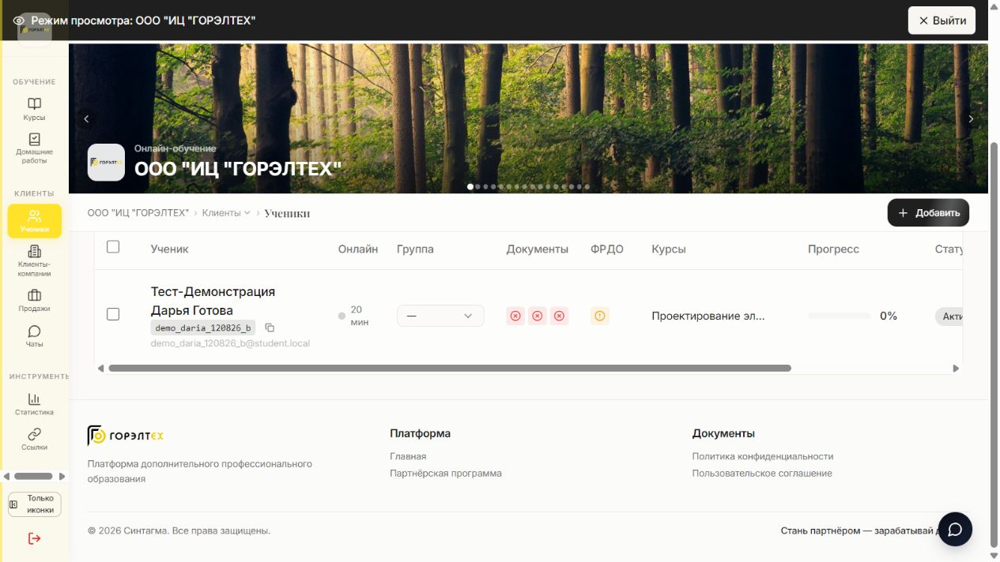 Режим просмотра: ООО "ИЦ "ГОРЭЛТЕХ"
Выйти
ОБУЧЕНИЕ
Курсы
Домашние
работы
КЛИЕНТЫ
Ученики
Клиенты-
компании
Продажи
Чаты
ИНСТРУМЕНТЫ
Статистика
Ссылки
Только
иконки
Онлайн-обучение
ГОРЭЛТЕХ
ООО "ИЦ "ГОРЭЛТЕХ"
ООО "ИЦ "ГОРЭЛТЕХ" › Клиенты › Ученики
+ Добавить
Ученик Онлайн Группа Документы ФРДО Курсы Прогресс Стату
Тест-Демонстрация
Дарья Готова
demo_daria_120826_b
demo_daria_120826_b@student.local
20
мин
—
Проектирование эл...
0%
Акти
ГОРЭЛТЕХ
Платформа дополнительного профессионального
образования
Платформа
Главная
Партнёрская программа
Документы
Политика конфиденциальности
Пользовательское соглашение
© 2026 Синтагма. Все права защищены.
Стань партнёром — зарабатывай